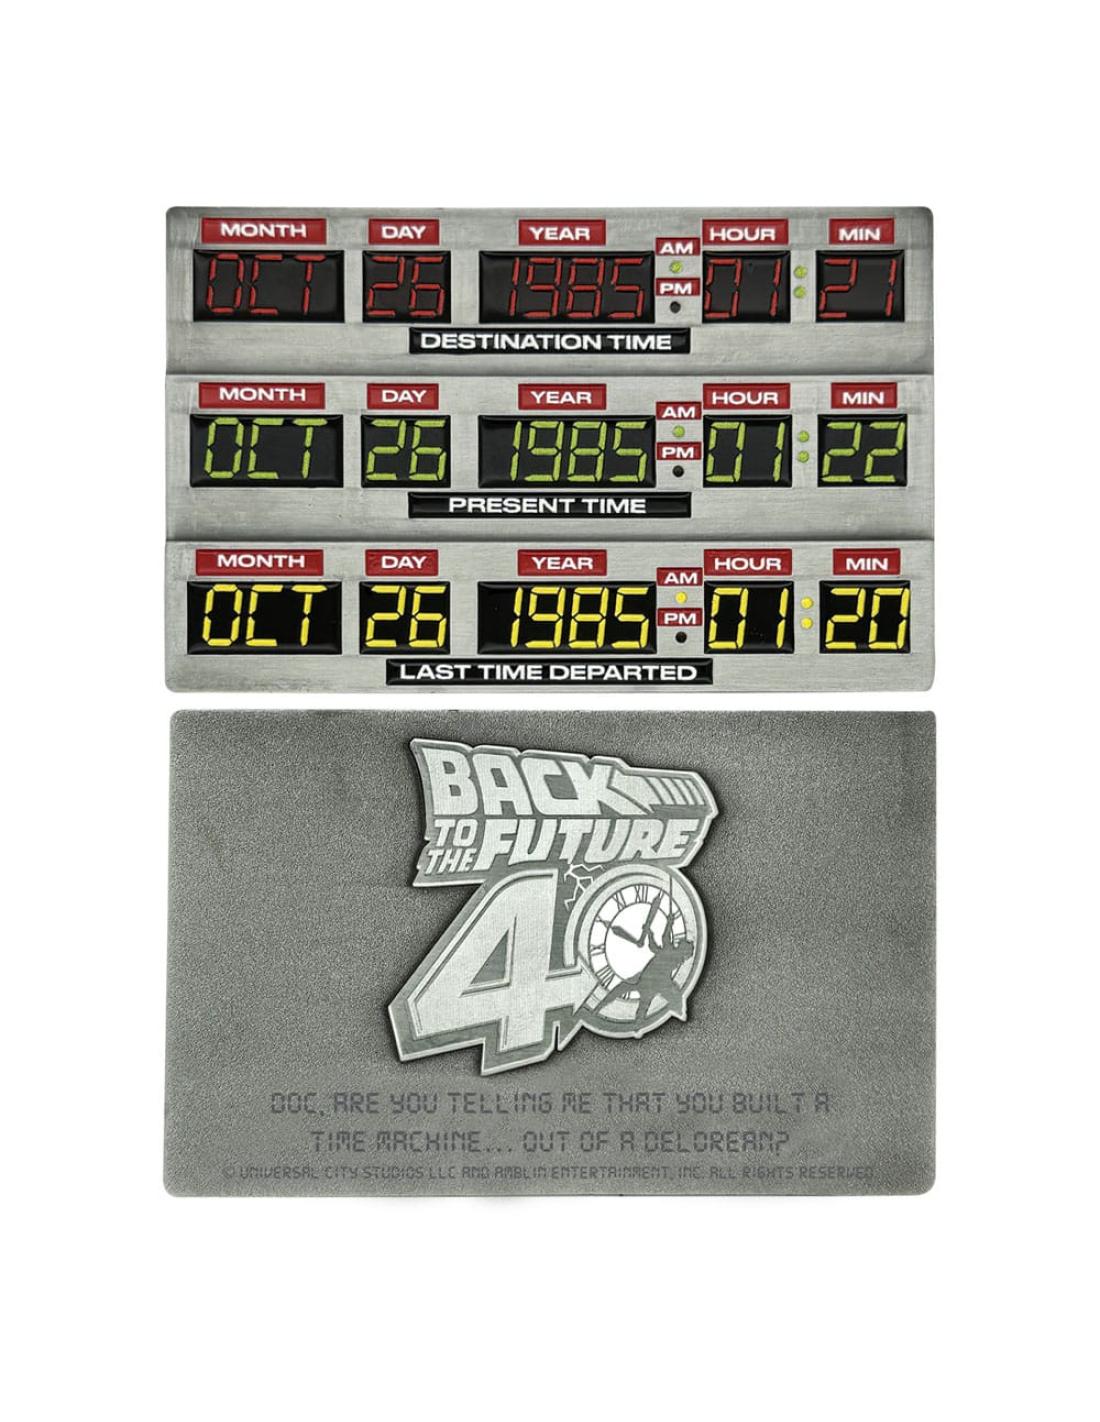 MONTH DAY YEAR HOUR MIN
AM
PM
OCT 26 1985 01:21
DESTINATION TIME
MONTH DAY YEAR HOUR MIN
AM
PM
OCT 26 1985 01:22
PRESENT TIME
MONTH DAY YEAR HOUR MIN
AM
PM
OCT 26 1985 01:20
LAST TIME DEPARTED
BACK
TO THE FUTURE
40
XI XII I
DOC, ARE YOU TELLING ME THAT YOU BUILT A
TIME MACHINE... OUT OF A DELOREAN?
© UNIVERSAL CITY STUDIOS LLC AND AMBLIN ENTERTAINMENT, INC. ALL RIGHTS RESERVED